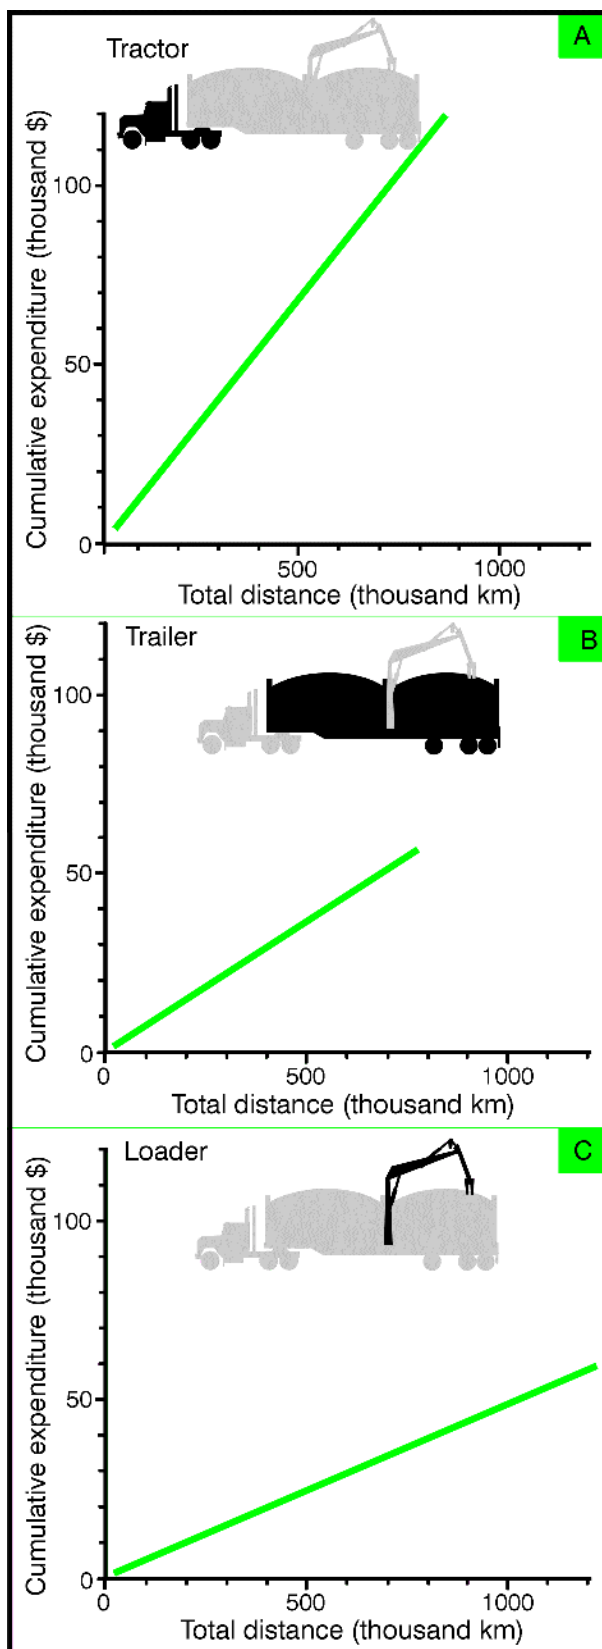 Tractor
A
Cumulative expenditure (thousand $)
100
50
0
500
1000
Total distance (thousand km)
Trailer
B
Cumulative expenditure (thousand $)
100
50
0
0
500
1000
Total distance (thousand km)
Loader
C
Cumulative expenditure (thousand $)
100
50
0
0
500
1000
Total distance (thousand km)